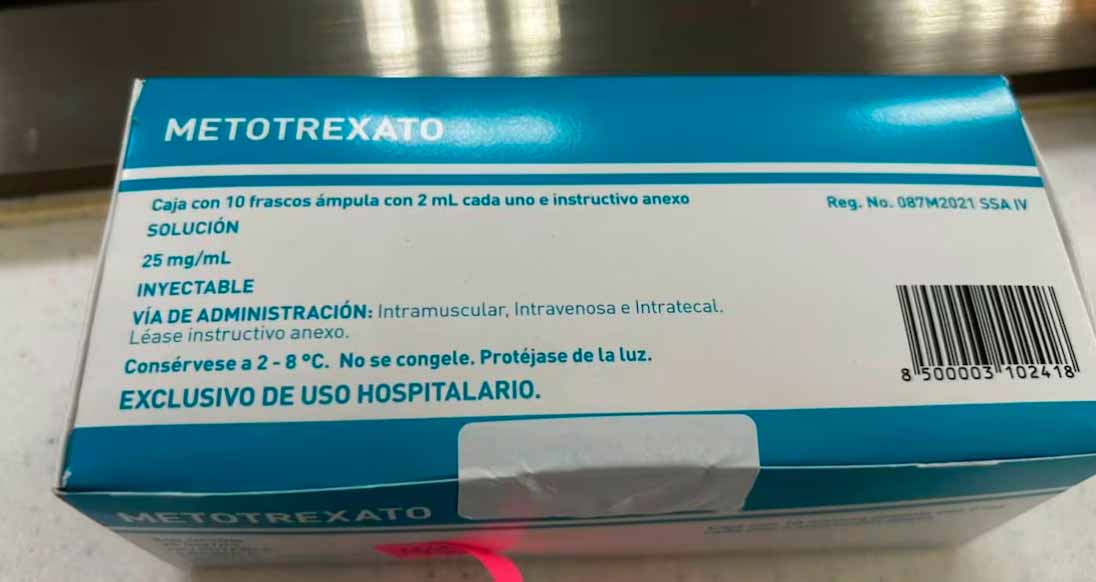 METOTREXATO
Caja con 10 frascos ámpula con 2 mL cada uno e instructivo anexo
Reg. No. 087M2021 SSA IV
SOLUCIÓN
25 mg/mL
INYECTABLE
VÍA DE ADMINISTRACIÓN: Intramuscular, Intravenosa e Intratecal.
Léase instructivo anexo.
Consérvese a 2 - 8 °C. No se congele. Protéjase de la luz.
EXCLUSIVO DE USO HOSPITALARIO.
8 500003 102418
METOTREXATO